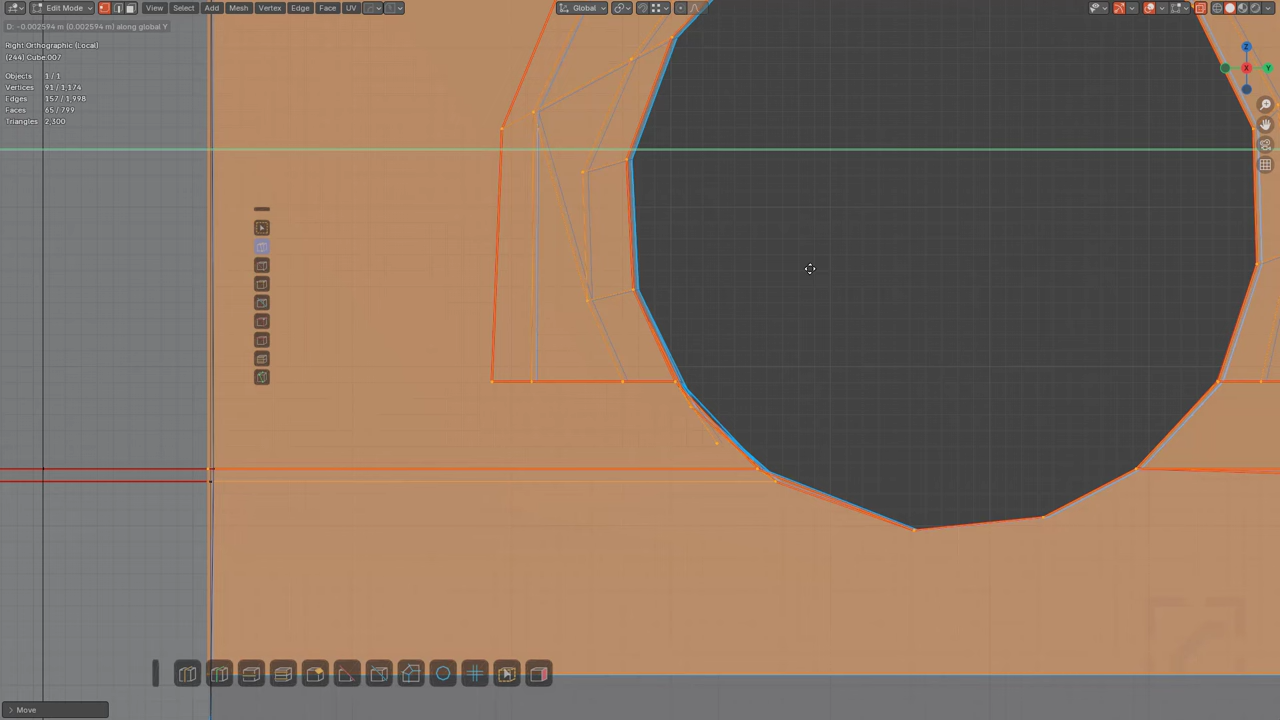 Edit Mode View Select Add Mesh Vertex Edge Face UV Global
D: -0.002594 m (0.002594 m) along global Y
Right Orthographic (Local)
(244) Cube.007
Objects 1 / 1
Vertices 91 / 1,174
Edges 157 / 1,998
Faces 65 / 799
Triangles 2,300
Z
X Y
> Move